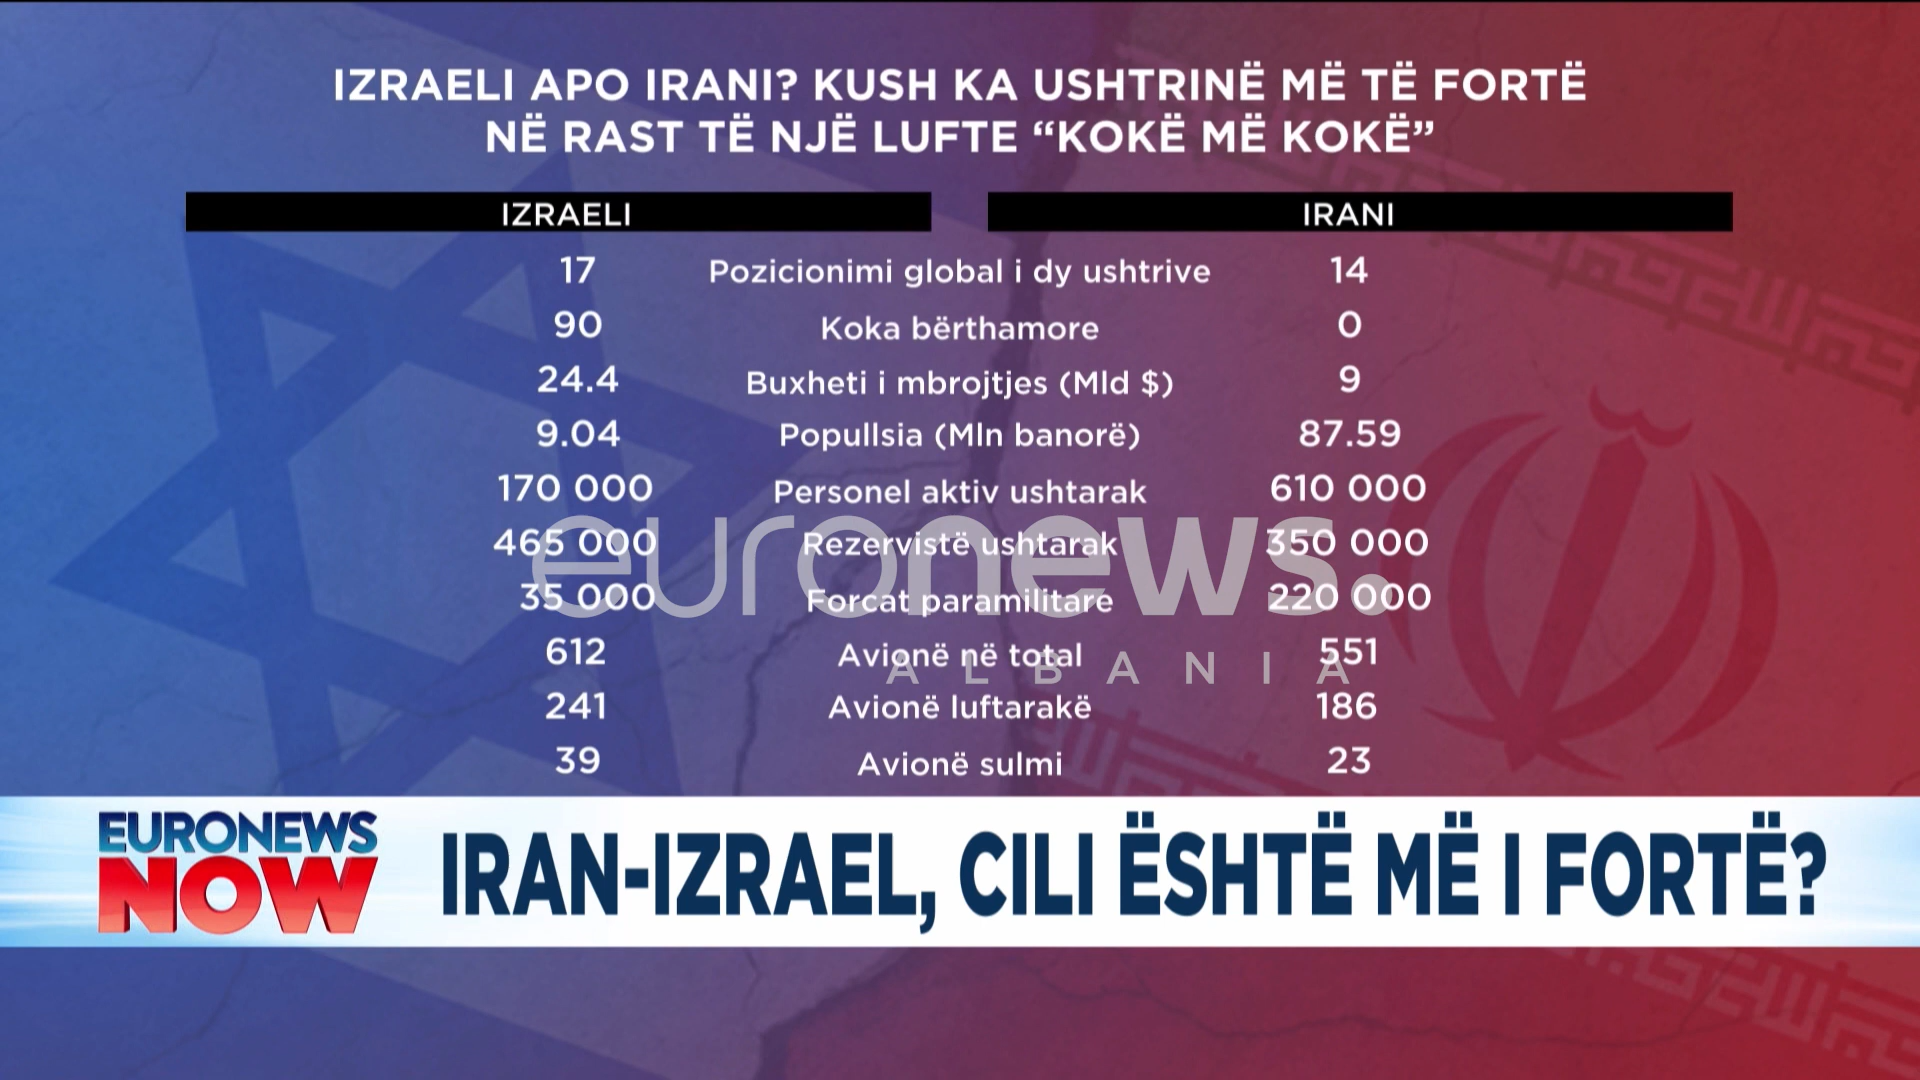 IZRAELI APO IRANI? KUSH KA USHTRINË MË TË FORTË
NË RAST TË NJË LUFTE “KOKË MË KOKË”
IZRAELI IRANI
17 Pozicionimi global i dy ushtrive 14
90 Koka bërthamore 0
24.4 Buxheti i mbrojtjes (Mld $) 9
9.04 Popullsia (Mln banorë) 87.59
170 000 Personel aktiv ushtarak 610 000
465 000 Rezervistë ushtarak 350 000
35 000 Forcat paramilitare 220 000
612 Avionë në total 551
241 Avionë luftarakë 186
39 Avionë sulmi 23
euronews.
ALBANIA
EURONEWS
NOW
IRAN-IZRAEL, CILI ËSHTË MË I FORTË?